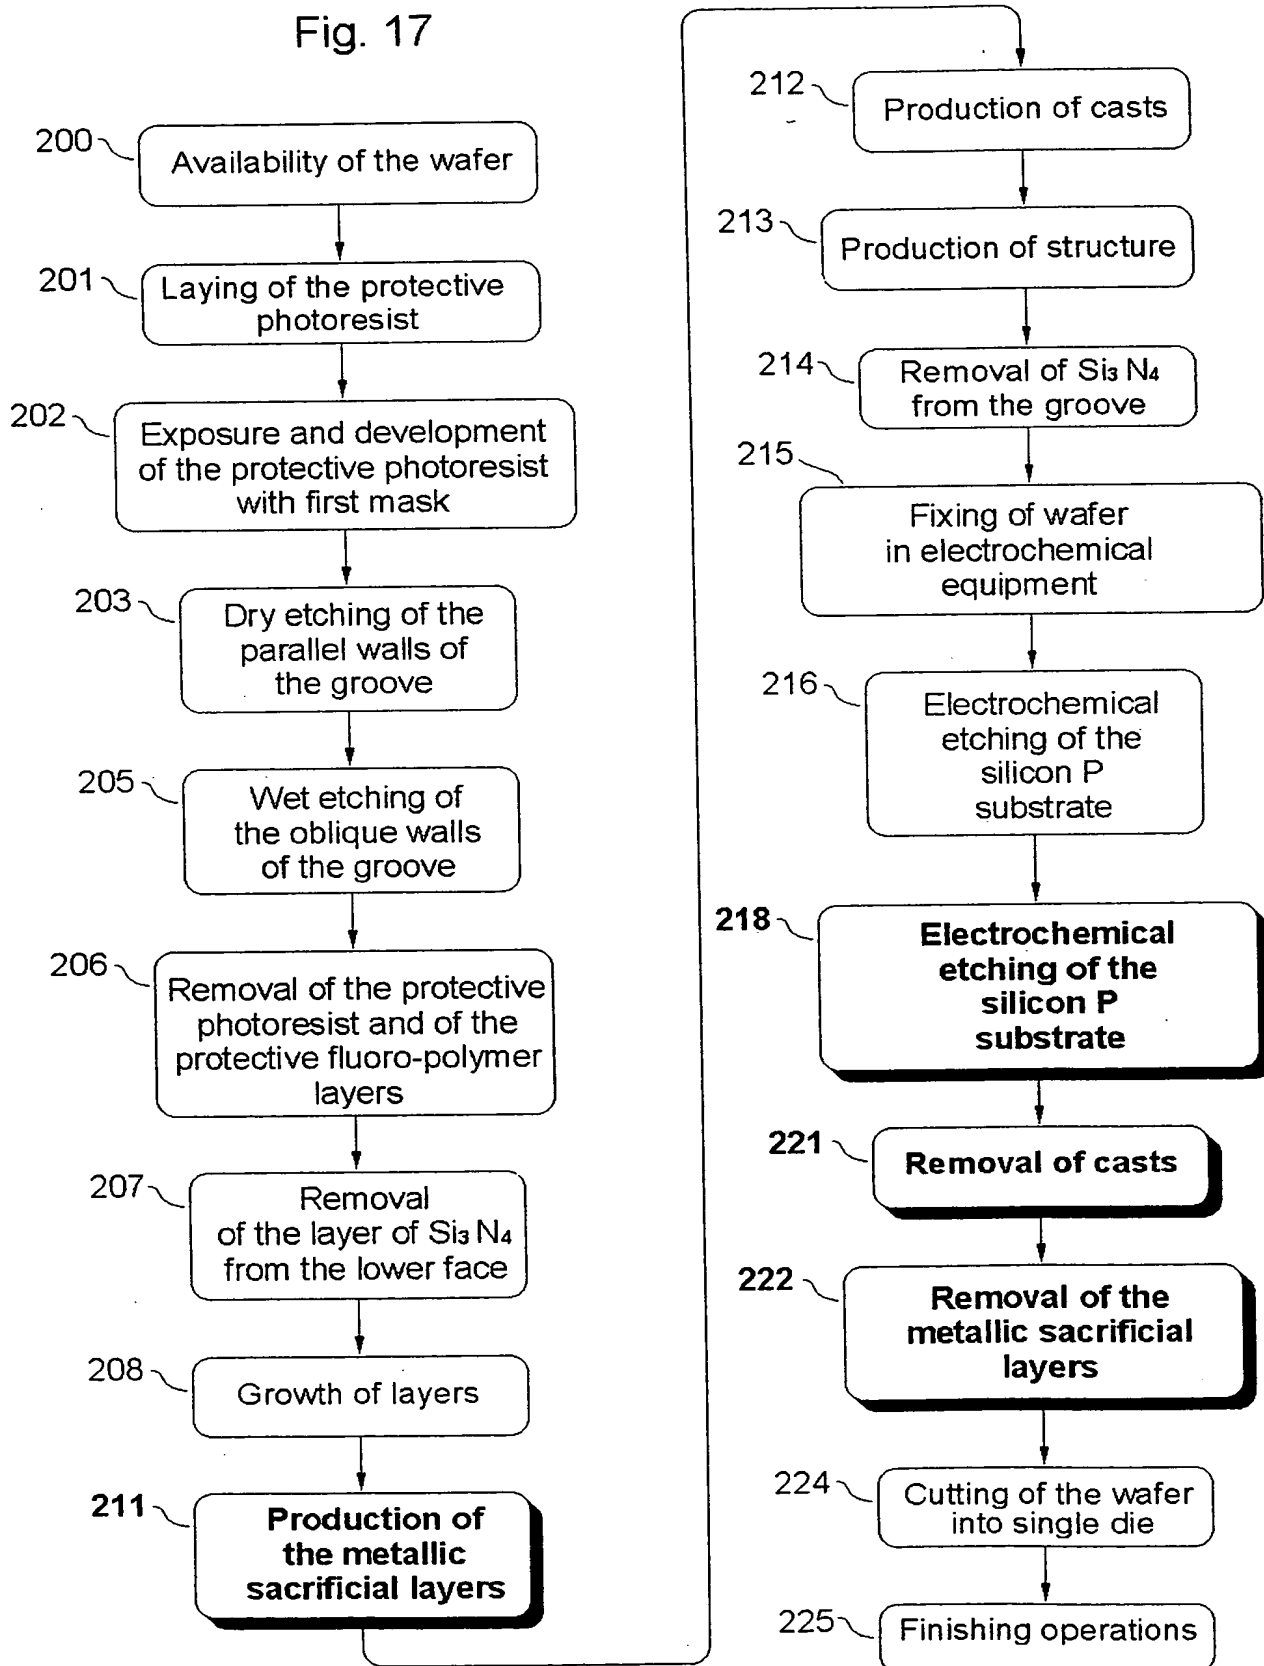 Fig. 17
200
Availability of the wafer
201
Laying of the protective
photoresist
202
Exposure and development
of the protective photoresist
with first mask
203
Dry etching of the
parallel walls of
the groove
205
Wet etching of
the oblique walls
of the groove
206
Removal of the protective
photoresist and of the
protective fluoro-polymer
layers
207
Removal
of the layer of Si₃ N₄
from the lower face
208
Growth of layers
211
Production of
the metallic
sacrificial layers
212
Production of casts
213
Production of structure
214
Removal of Si₃ N₄
from the groove
215
Fixing of wafer
in electrochemical
equipment
216
Electrochemical
etching of the
silicon P
substrate
218
Electrochemical
etching of the
silicon P
substrate
221
Removal of casts
222
Removal of the
metallic sacrificial
layers
224
Cutting of the wafer
into single die
225
Finishing operations